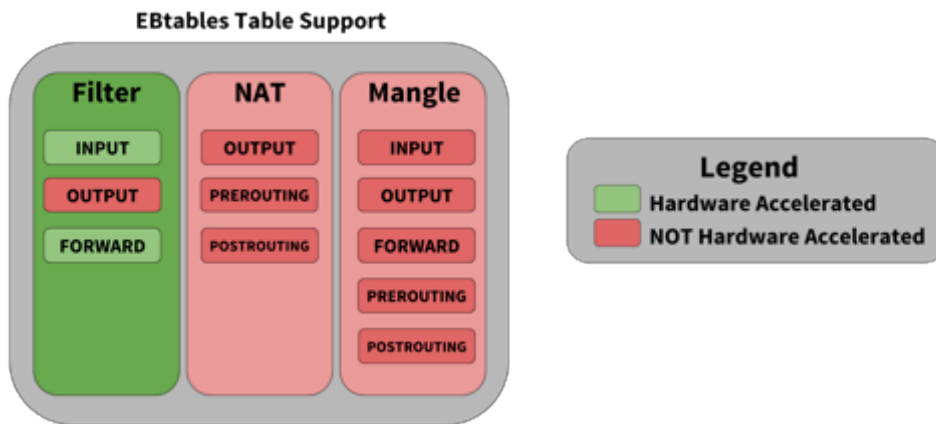 EBtables Table Support
Filter
INPUT
OUTPUT
FORWARD
NAT
OUTPUT
PREROUTING
POSTROUTING
Mangle
INPUT
OUTPUT
FORWARD
PREROUTING
POSTROUTING
Legend
Hardware Accelerated
NOT Hardware Accelerated